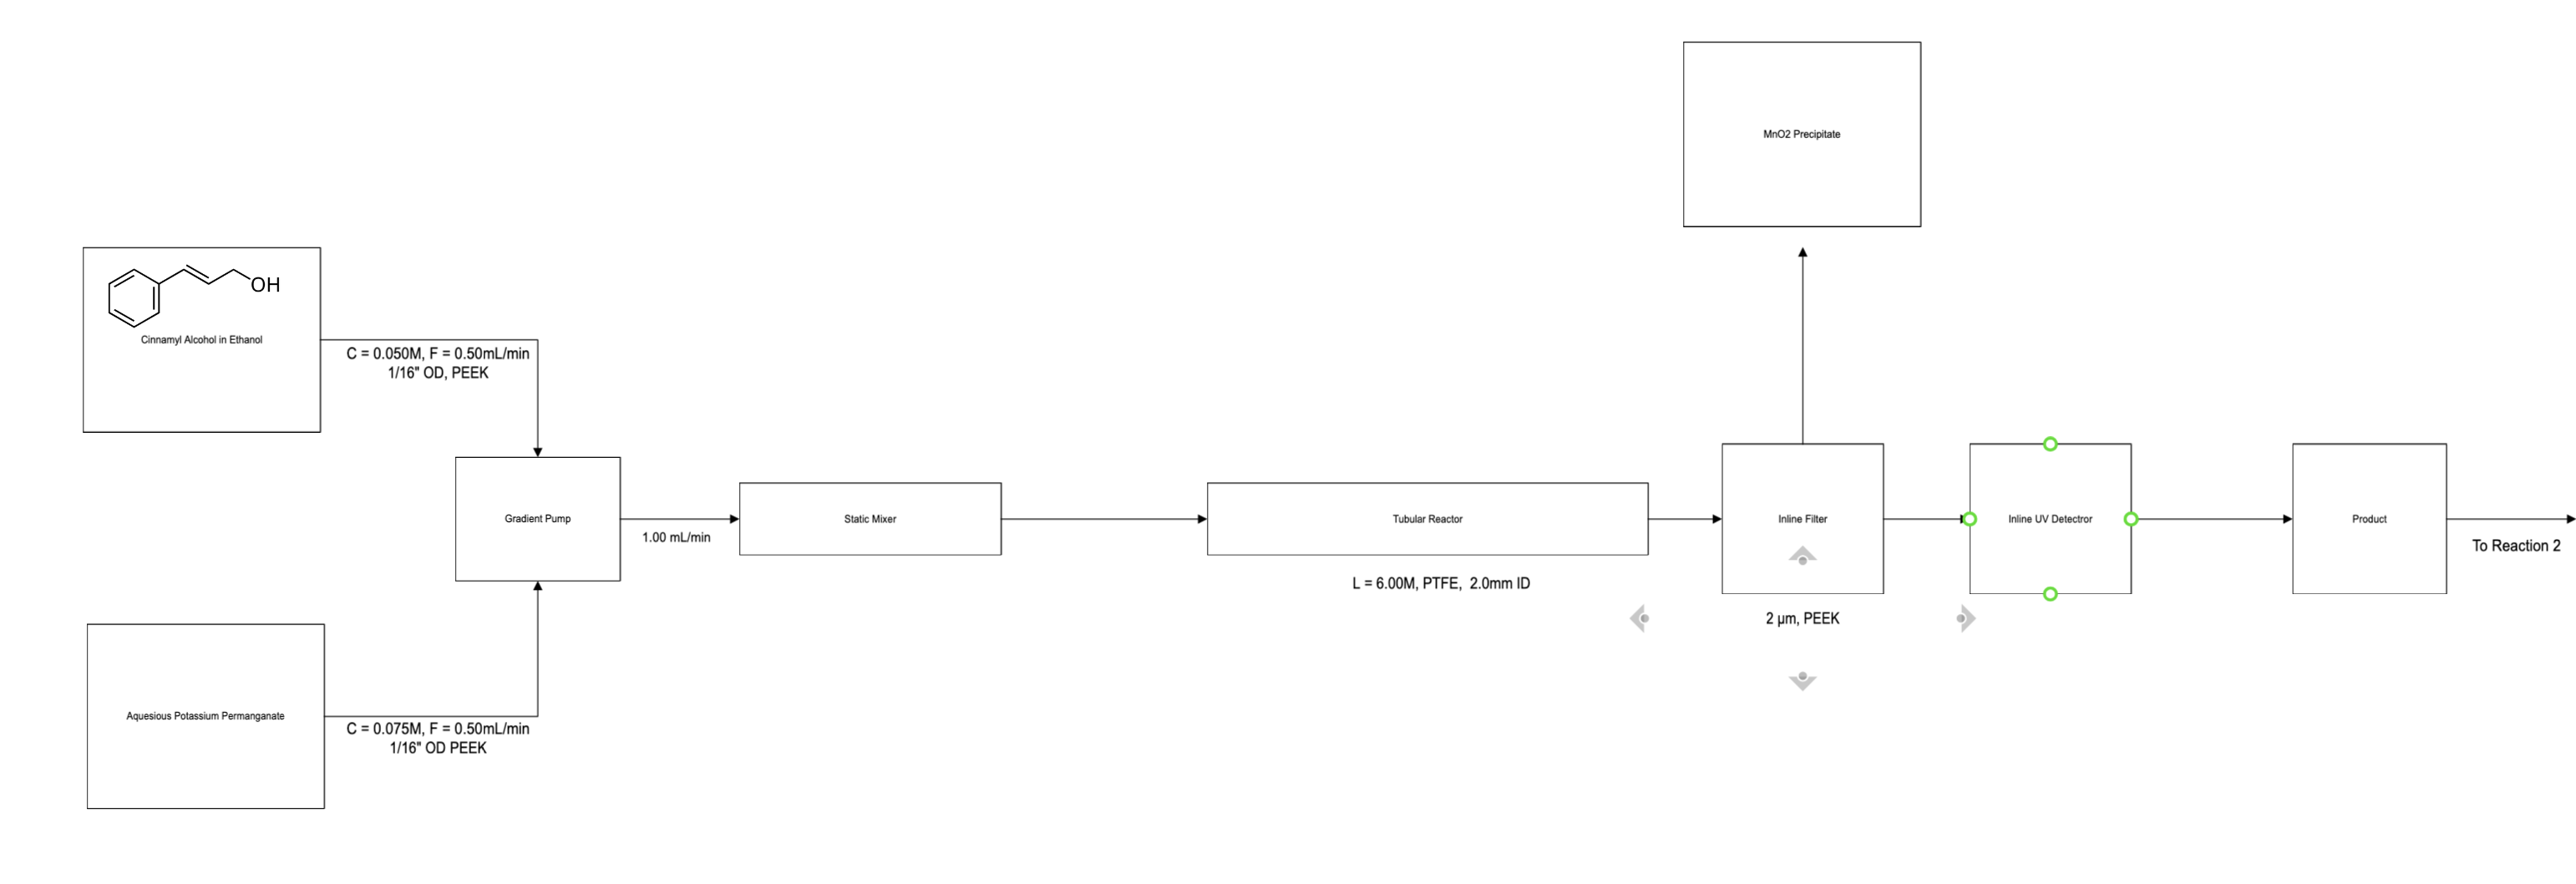 MnO2 Precipitate
OH
Cinnamyl Alcohol in Ethanol
C = 0.050M, F = 0.50mL/min
1/16" OD, PEEK
Gradient Pump
1.00 mL/min
Static Mixer
Tubular Reactor
L = 6.00M, PTFE, 2.0mm ID
Inline Filter
2 µm, PEEK
Inline UV Detectror
Product
To Reaction 2
Aquesious Potassium Permanganate
C = 0.075M, F = 0.50mL/min
1/16" OD PEEK